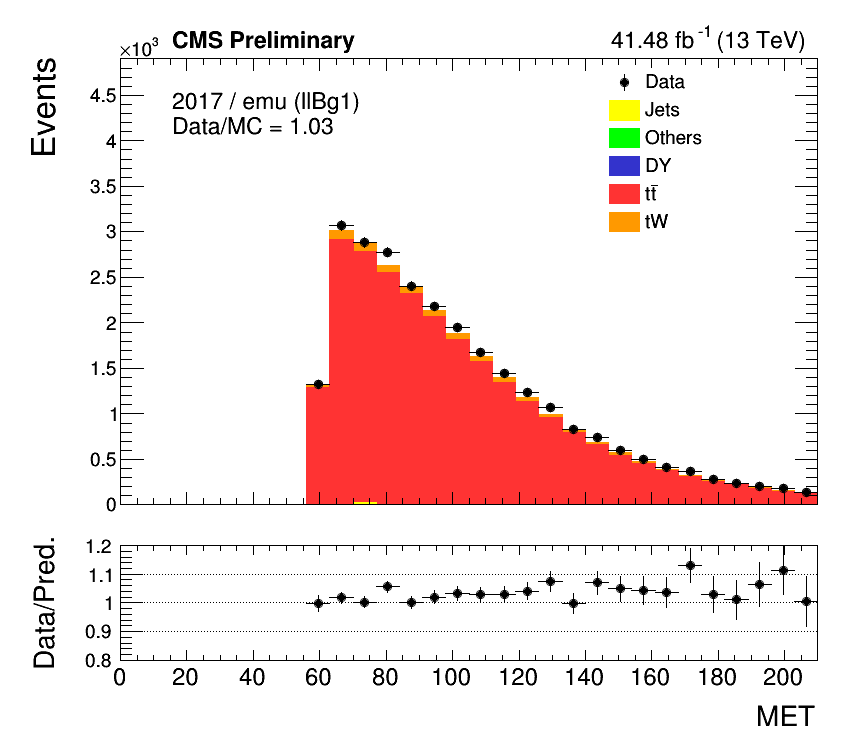 ×10³ CMS Preliminary 41.48 fb⁻¹ (13 TeV)
Events
2017 / emu (llBg1)
Data/MC = 1.03
Data
Jets
Others
DY
tt̄
tW
4.5
4
3.5
3
2.5
2
1.5
1
0.5
0
Data/Pred.
1.2
1.1
1
0.9
0.8
0 20 40 60 80 100 120 140 160 180 200
MET